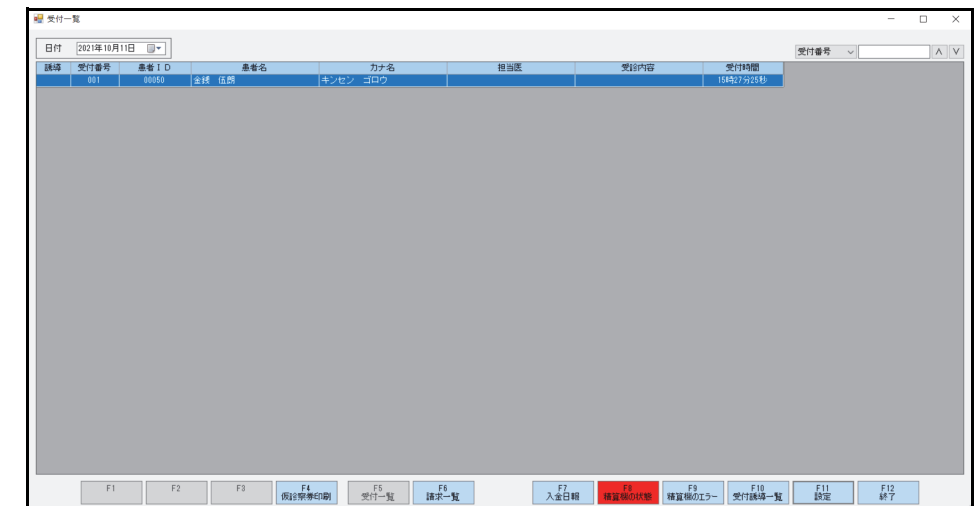 受付一覧
日付 2021年10月11日
受付番号
誘導 受付番号 患者ＩＤ 患者名 カナ名 担当医 受診内容 受付時間
001 00050 金銭 伍朗 キンセン ゴロウ 15時27分25秒
F1 F2 F3 F4 F5 F6 F7 F8 F9 F10 F11 F12
仮診察券印刷 受付一覧 請求一覧 入金日報 精算機の状態 精算機のエラー 受付誘導一覧 設定 終了